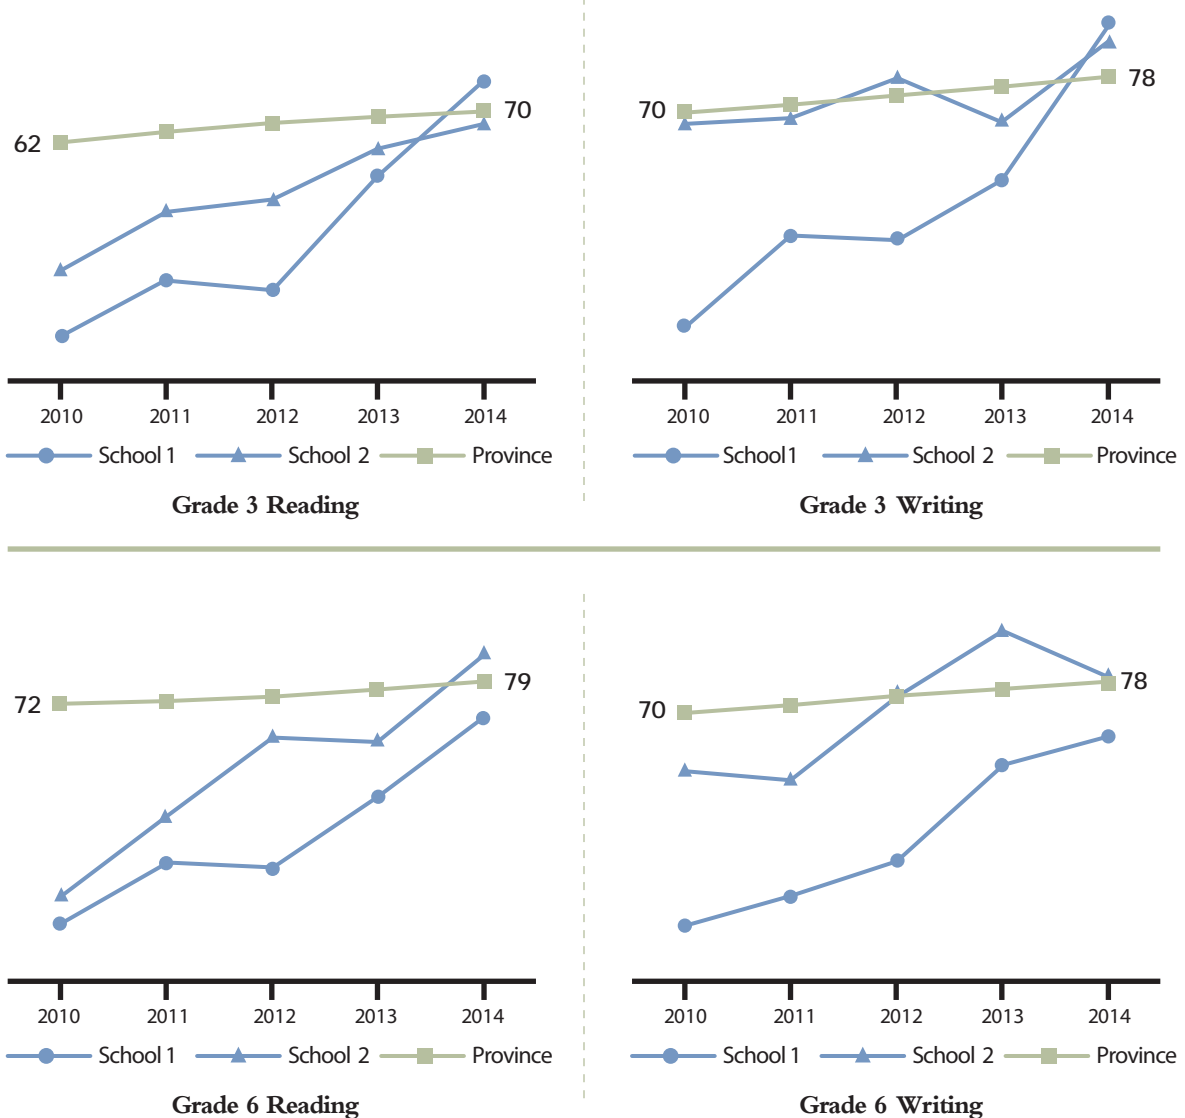 62
70
2010 2011 2012 2013 2014
School 1 School 2 Province
Grade 3 Reading
70
78
2010 2011 2012 2013 2014
School1 School 2 Province
Grade 3 Writing
72
79
2010 2011 2012 2013 2014
School 1 School 2 Province
Grade 6 Reading
70
78
2010 2011 2012 2013 2014
School 1 School 2 Province
Grade 6 Writing